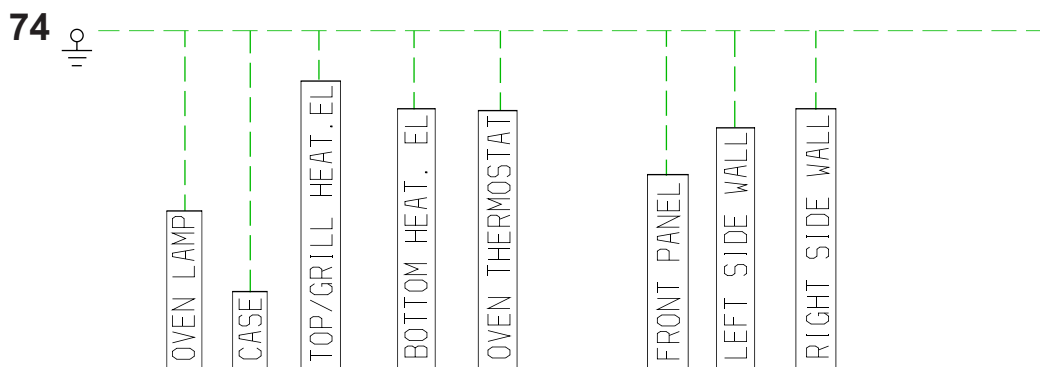 74
OVEN LAMP
CASE
TOP/GRILL HEAT.EL
BOTTOM HEAT. EL
OVEN THERMOSTAT
FRONT PANEL
LEFT SIDE WALL
RIGHT SIDE WALL